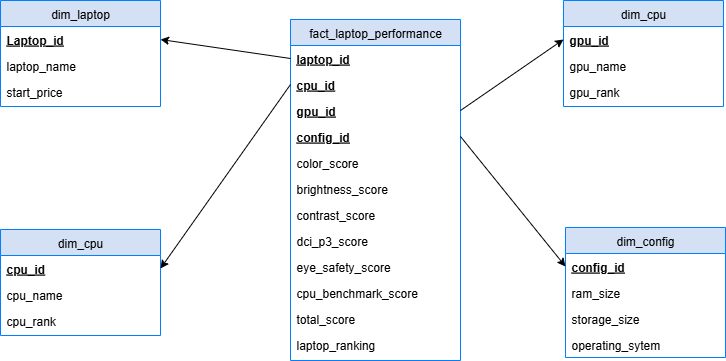 dim_laptop
Laptop_id
laptop_name
start_price
fact_laptop_performance
laptop_id
cpu_id
gpu_id
config_id
color_score
brightness_score
contrast_score
dci_p3_score
eye_safety_score
cpu_benchmark_score
total_score
laptop_ranking
dim_cpu
gpu_id
gpu_name
gpu_rank
dim_cpu
cpu_id
cpu_name
cpu_rank
dim_config
config_id
ram_size
storage_size
operating_sytem